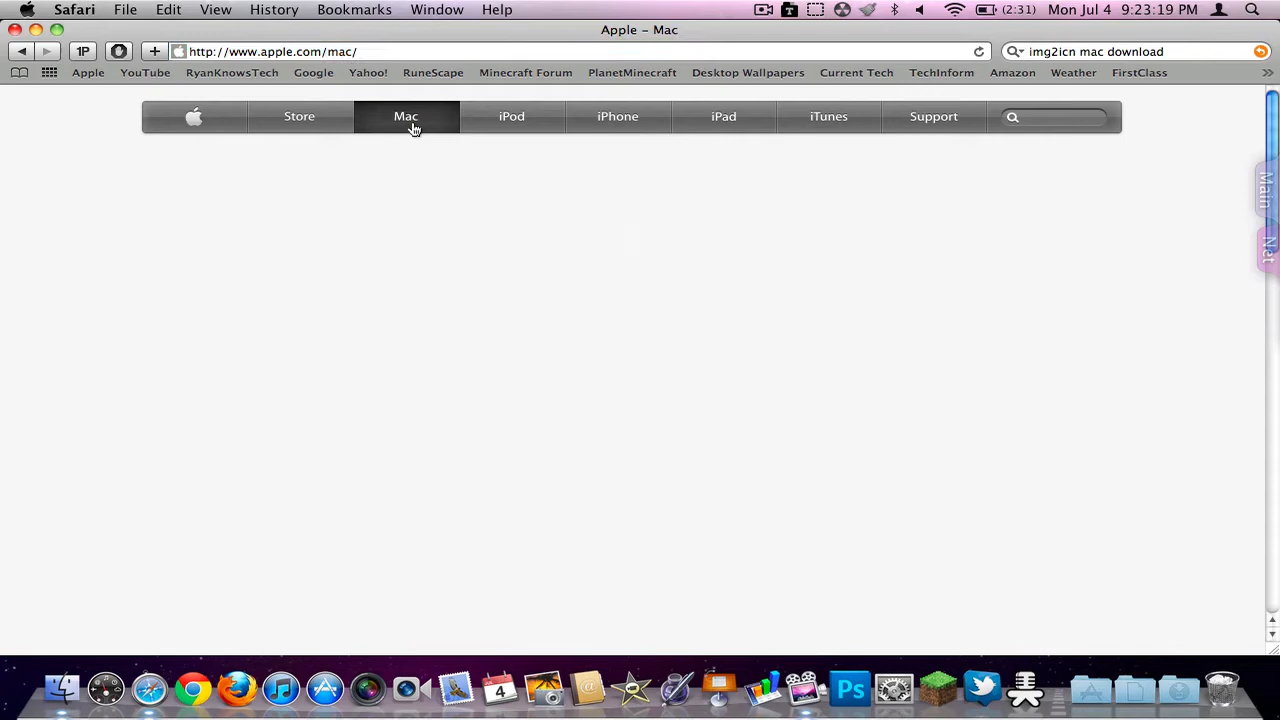 Safari File Edit View History Bookmarks Window Help T (2:31) Mon Jul 4 9:23:19 PM
Apple – Mac
1P + http://www.apple.com/mac/ img2icn mac download
Apple YouTube RyanKnowsTech Google Yahoo! RuneScape Minecraft Forum PlanetMinecraft Desktop Wallpapers Current Tech TechInform Amazon Weather FirstClass »
Store Mac iPod iPhone iPad iTunes Support
Main
Net
4
Ps